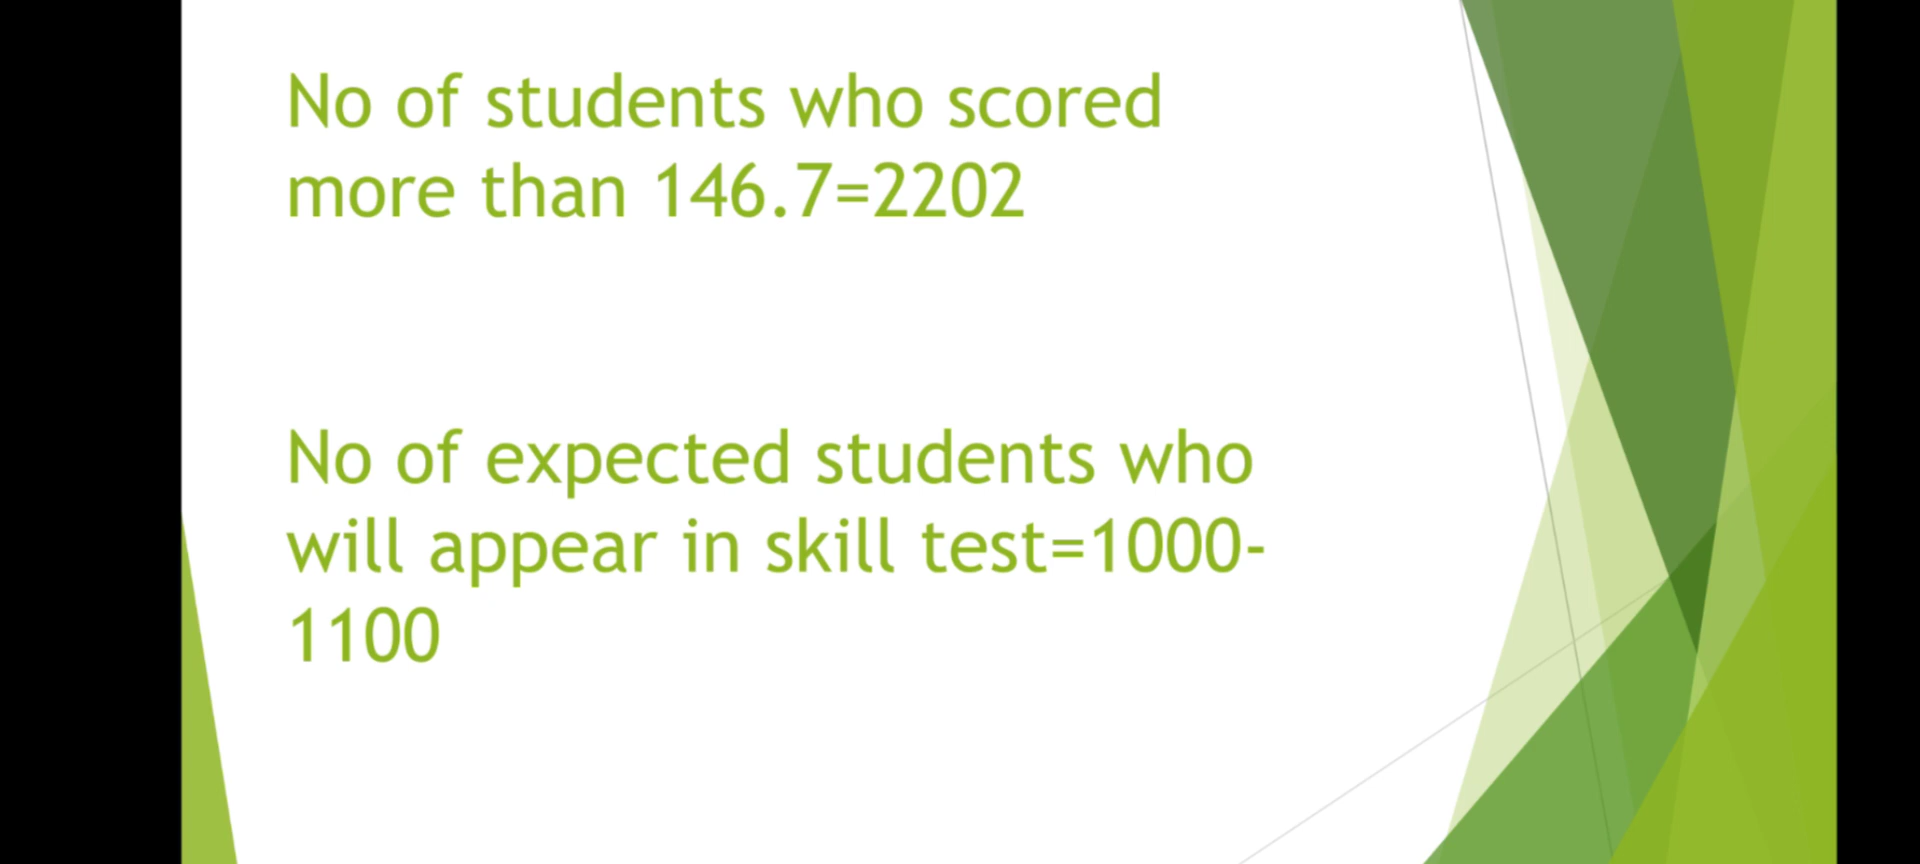 No of students who scored
more than 146.7=2202
No of expected students who
will appear in skill test=1000-
1100